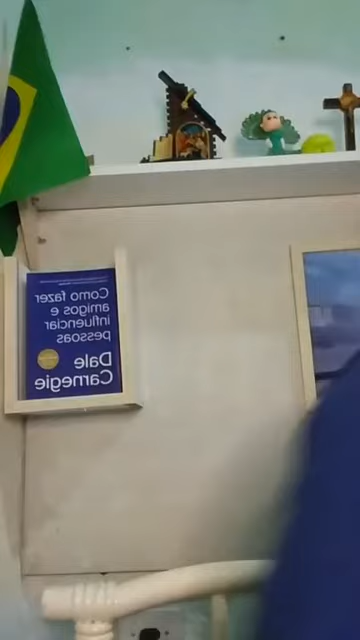 Como fazer
amigos e
influenciar
pessoas
Dale
Carnegie